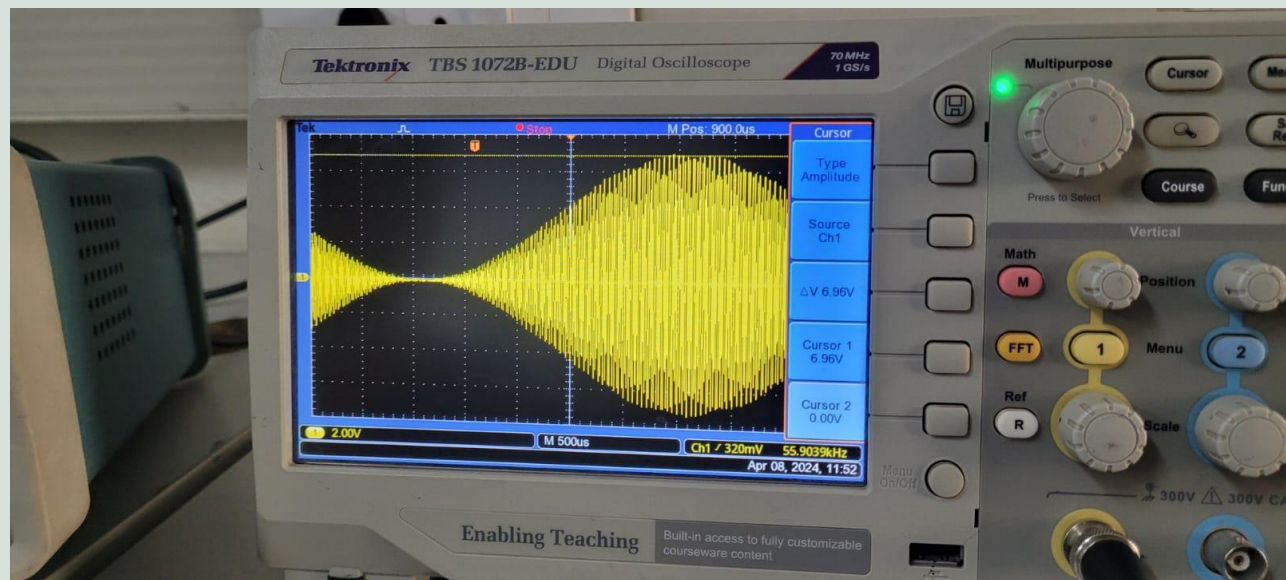 Tektronix TBS 1072B-EDU Digital Oscilloscope
70 MHz
1 GS/s
Tek
Stop
M Pos: 900.0us
Cursor
Type
Amplitude
Source
Ch1
△V 6.96V
Cursor 1
6.96V
Cursor 2
0.00V
T
1
1 2.00V
M 500us
Ch1 / 320mV 55.9039kHz
Apr 08, 2024, 11:52
Menu
On/Off
Enabling Teaching
Built-in access to fully customizable
courseware content
Multipurpose
Press to Select
Cursor
Course
Vertical
Math
M
Position
FFT
1
Menu
2
Ref
R
Scale
300V
300V